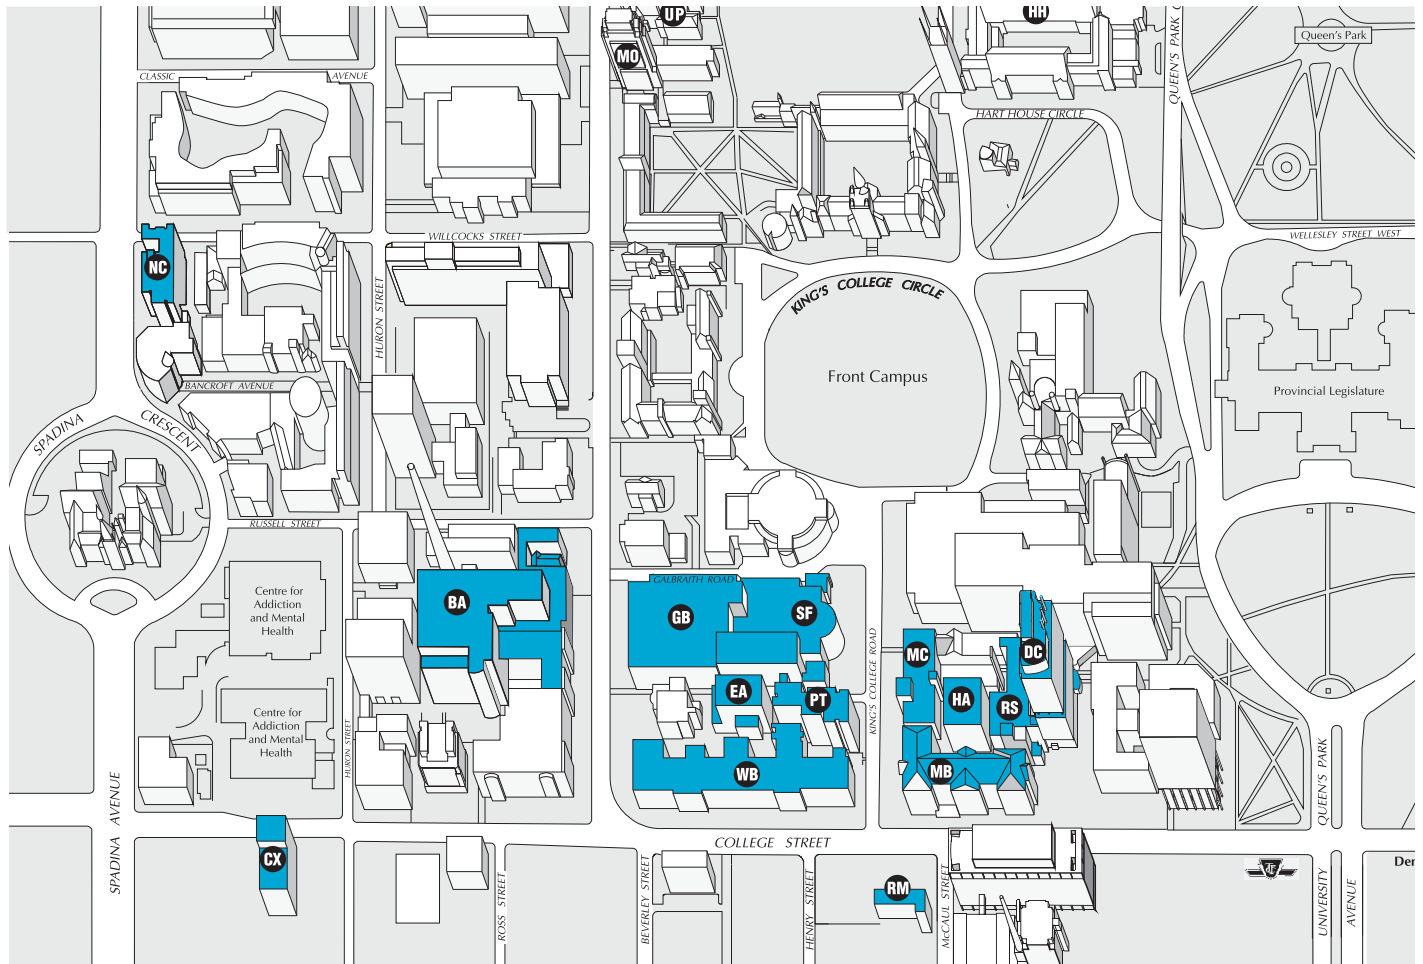 UP
HH
QUEEN'S PARK
Queen's Park
MO
CLASSIC
AVENUE
HART HOUSE CIRCLE
WILLCOCKS STREET
WELLESLEY STREET WEST
NC
HURON STREET
KING'S COLLEGE CIRCLE
Front Campus
BANCROFT AVENUE
Provincial Legislature
SPADINA
CRESCENT
RUSSELL STREET
GALBRAITH ROAD
Centre for
Addiction
and Mental
Health
BA
GB
SF
KING'S COLLEGE ROAD
MC
DC
EA
PT
HA
RS
Centre for
Addiction
and Mental
Health
HURON STREET
WB
MB
QUEEN'S PARK
SPADINA AVENUE
COLLEGE STREET
CX
ROSS STREET
BEVERLEY STREET
HENRY STREET
RM
McCAUL STREET
UNIVERSITY
AVENUE
Der